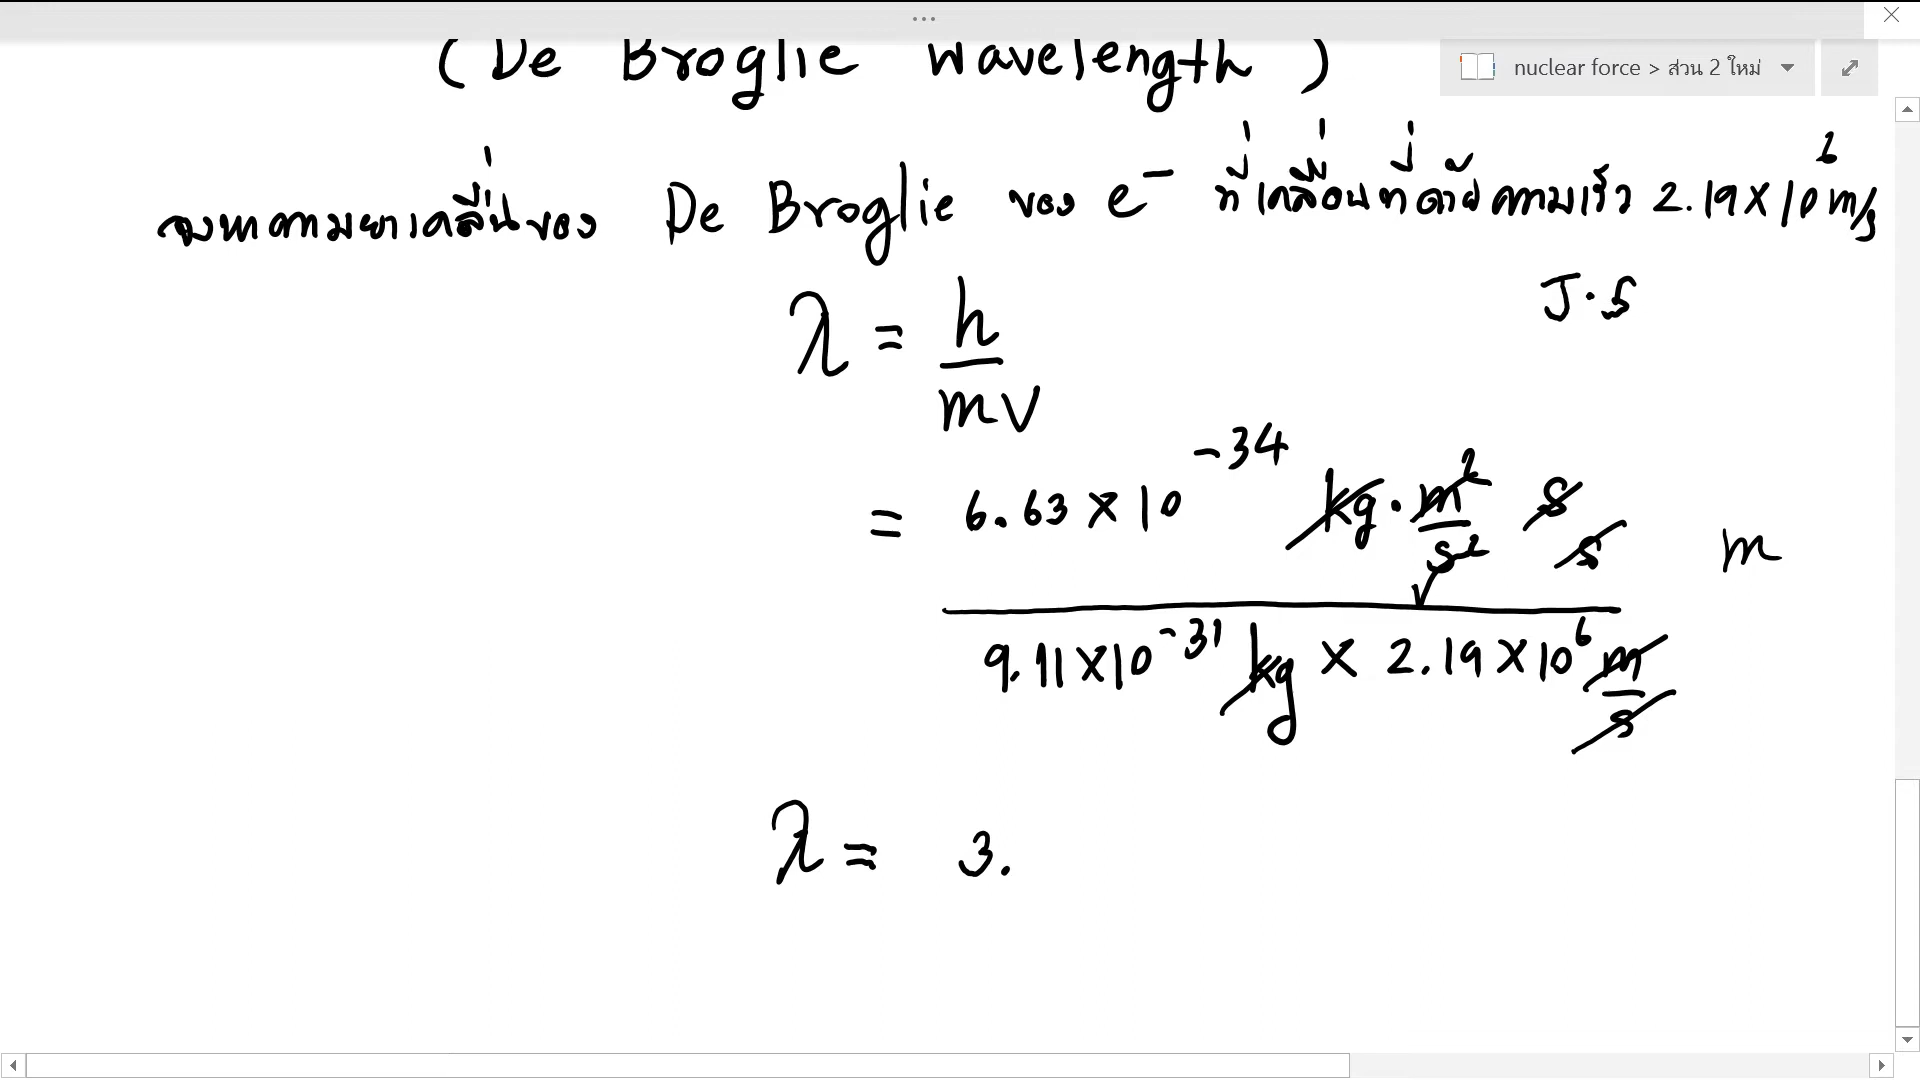 ...
nuclear force > ส่วน 2 ใหม่
( De Broglie wavelength )
จงหาความยาวคลื่นของ De Broglie ของ e⁻ ที่เคลื่อนที่ด้วยความเร็ว 2.19 × 10⁶ m/s
J·s
λ = h/mv
= 6.63 × 10⁻³⁴ kg · m²/s² s/s m
9.11 × 10⁻³¹ kg × 2.19 × 10⁶ m/s
λ = 3.